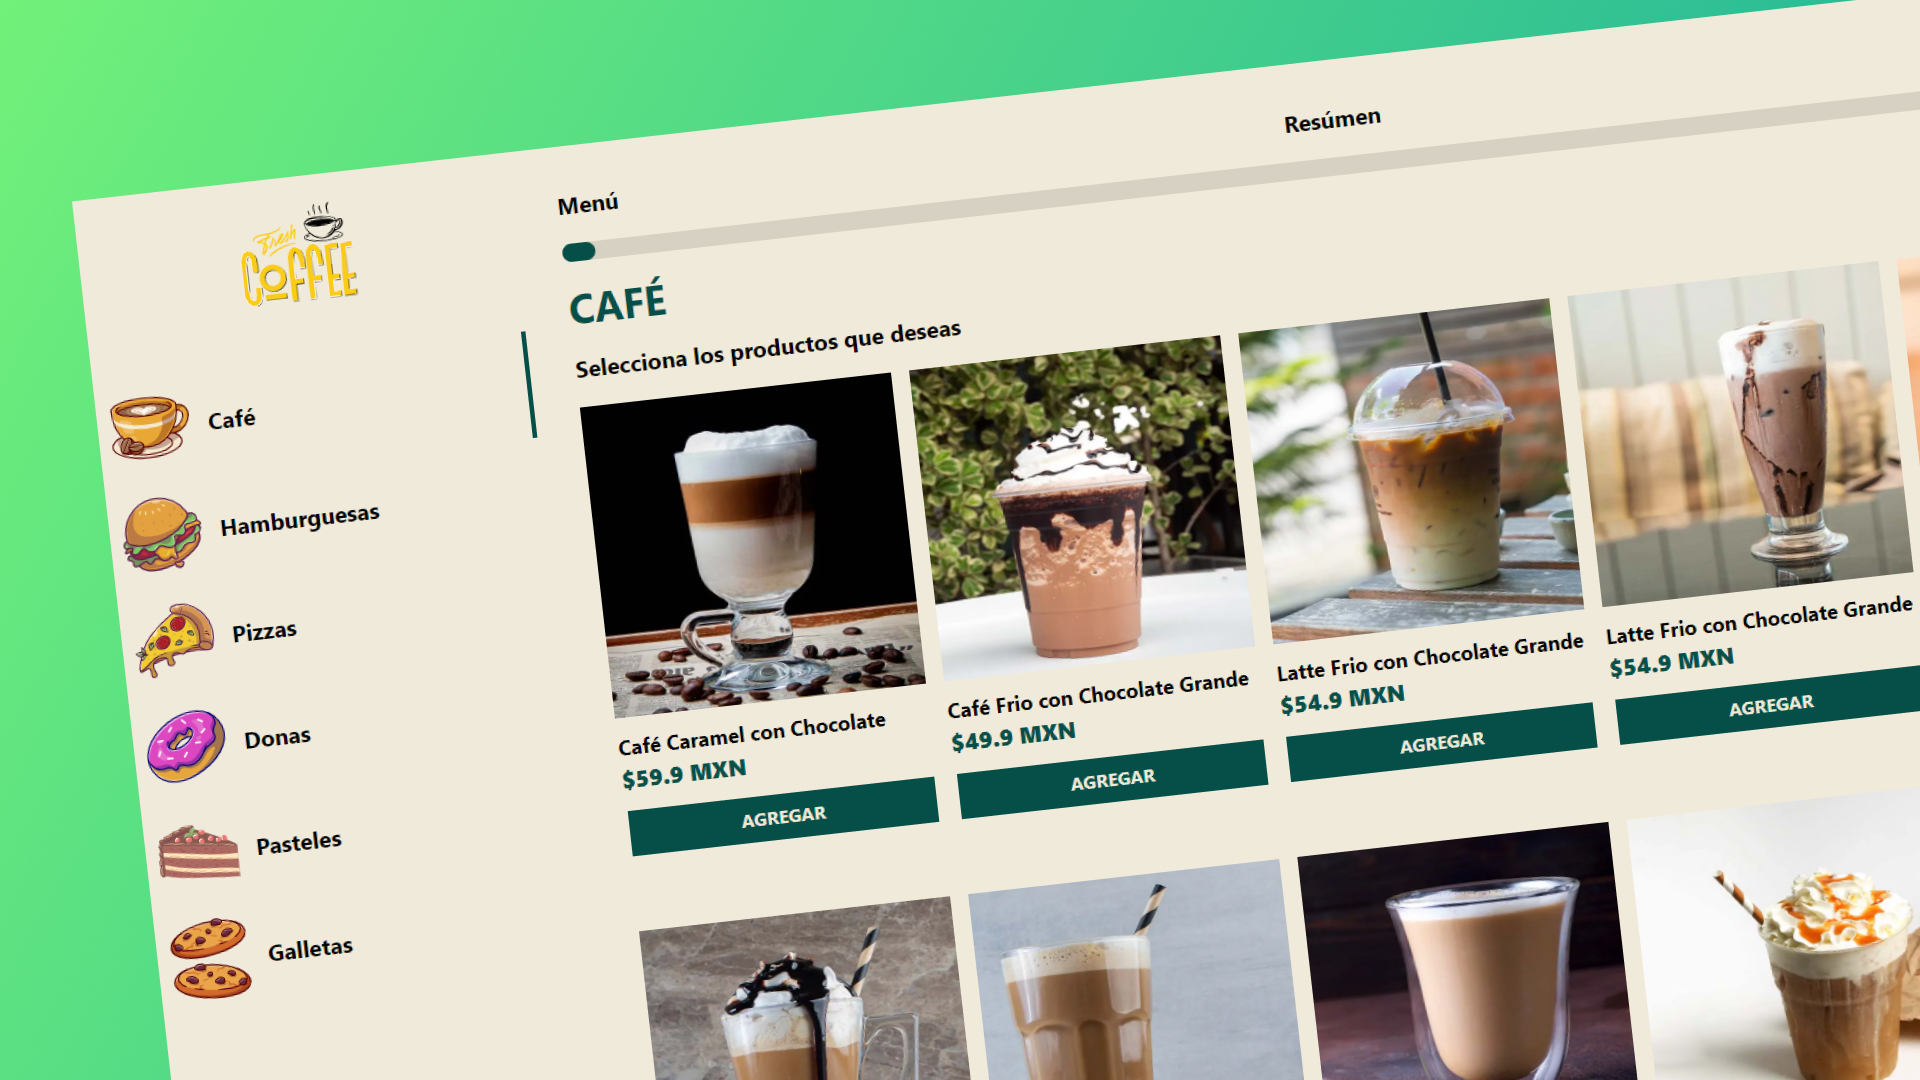 Fresh
COFFEE
Café
Hamburguesas
Pizzas
Donas
Pasteles
Galletas
Menú
Resúmen
CAFÉ
Selecciona los productos que deseas
Café Caramel con Chocolate
$59.9 MXN
AGREGAR
Café Frio con Chocolate Grande
$49.9 MXN
AGREGAR
Latte Frio con Chocolate Grande
$54.9 MXN
AGREGAR
Latte Frio con Chocolate Grande
$54.9 MXN
AGREGAR